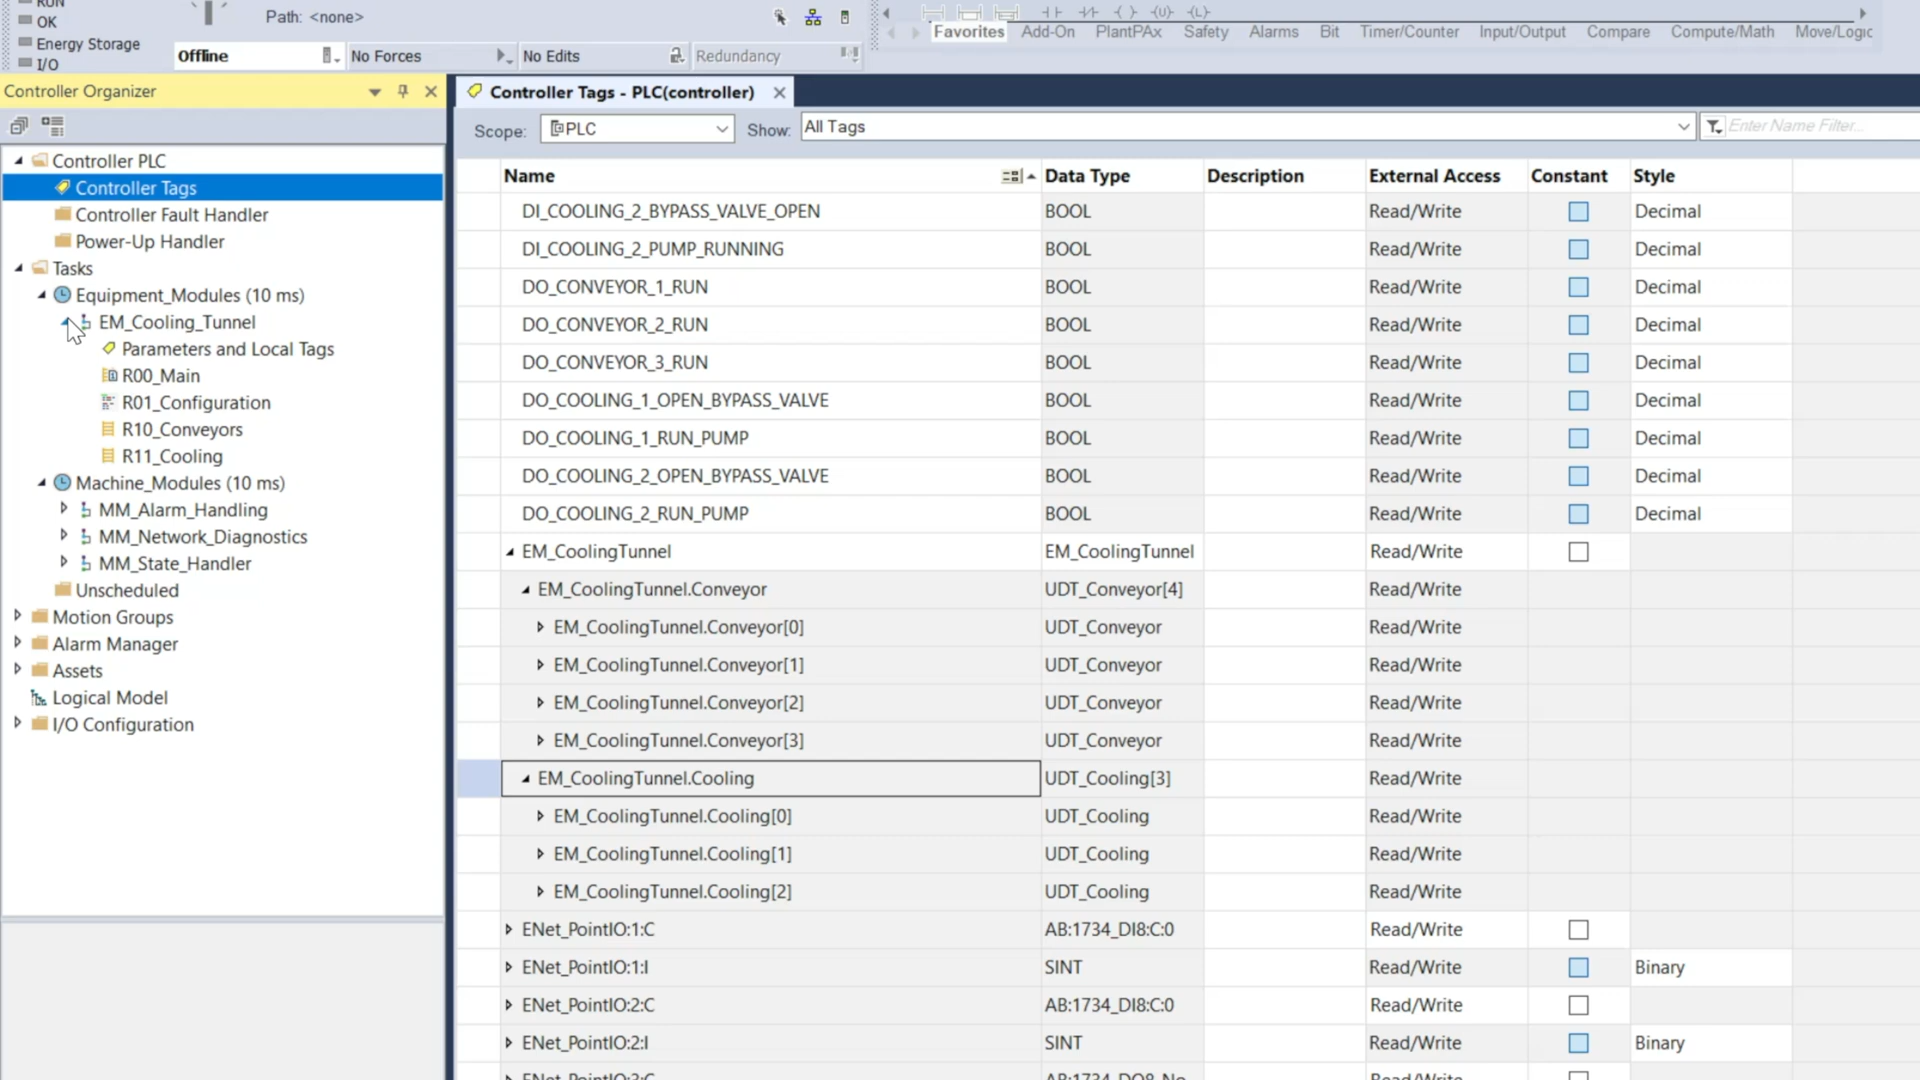 RUN
OK
Energy Storage
I/O
Path: <none>
Offline
No Forces
No Edits
Redundancy
Favorites Add-On PlantPAx Safety Alarms Bit Timer/Counter Input/Output Compare Compute/Math Move/Logic
Controller Organizer
Controller PLC
Controller Tags
Controller Fault Handler
Power-Up Handler
Tasks
Equipment_Modules (10 ms)
EM_Cooling_Tunnel
Parameters and Local Tags
R00_Main
R01_Configuration
R10_Conveyors
R11_Cooling
Machine_Modules (10 ms)
MM_Alarm_Handling
MM_Network_Diagnostics
MM_State_Handler
Unscheduled
Motion Groups
Alarm Manager
Assets
Logical Model
I/O Configuration
Controller Tags - PLC(controller)
Scope: PLC Show: All Tags Enter Name Filter...
Name Data Type Description External Access Constant Style
DI_COOLING_2_BYPASS_VALVE_OPEN BOOL Read/Write Decimal
DI_COOLING_2_PUMP_RUNNING BOOL Read/Write Decimal
DO_CONVEYOR_1_RUN BOOL Read/Write Decimal
DO_CONVEYOR_2_RUN BOOL Read/Write Decimal
DO_CONVEYOR_3_RUN BOOL Read/Write Decimal
DO_COOLING_1_OPEN_BYPASS_VALVE BOOL Read/Write Decimal
DO_COOLING_1_RUN_PUMP BOOL Read/Write Decimal
DO_COOLING_2_OPEN_BYPASS_VALVE BOOL Read/Write Decimal
DO_COOLING_2_RUN_PUMP BOOL Read/Write Decimal
EM_CoolingTunnel EM_CoolingTunnel Read/Write
EM_CoolingTunnel.Conveyor UDT_Conveyor[4] Read/Write
EM_CoolingTunnel.Conveyor[0] UDT_Conveyor Read/Write
EM_CoolingTunnel.Conveyor[1] UDT_Conveyor Read/Write
EM_CoolingTunnel.Conveyor[2] UDT_Conveyor Read/Write
EM_CoolingTunnel.Conveyor[3] UDT_Conveyor Read/Write
EM_CoolingTunnel.Cooling UDT_Cooling[3] Read/Write
EM_CoolingTunnel.Cooling[0] UDT_Cooling Read/Write
EM_CoolingTunnel.Cooling[1] UDT_Cooling Read/Write
EM_CoolingTunnel.Cooling[2] UDT_Cooling Read/Write
ENet_PointIO:1:C AB:1734_DI8:C:0 Read/Write
ENet_PointIO:1:I SINT Read/Write Binary
ENet_PointIO:2:C AB:1734_DI8:C:0 Read/Write
ENet_PointIO:2:I SINT Read/Write Binary